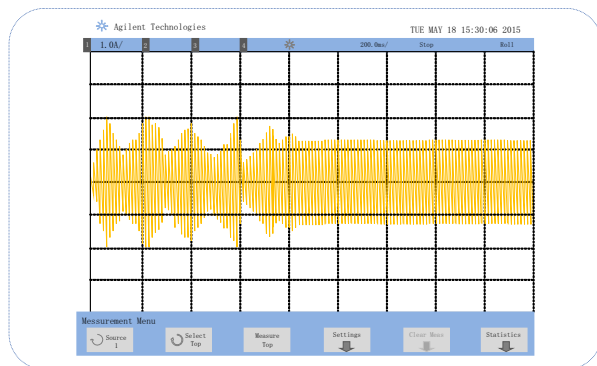 Agilent Technologies
TUE MAY 18 15:30:06 2015
1 1.0A/ 2 3 4 200.0ms/ Stop Roll
Messurement Menu
Source Select Measure Settings Clear Meas Statistics
1 Top Top